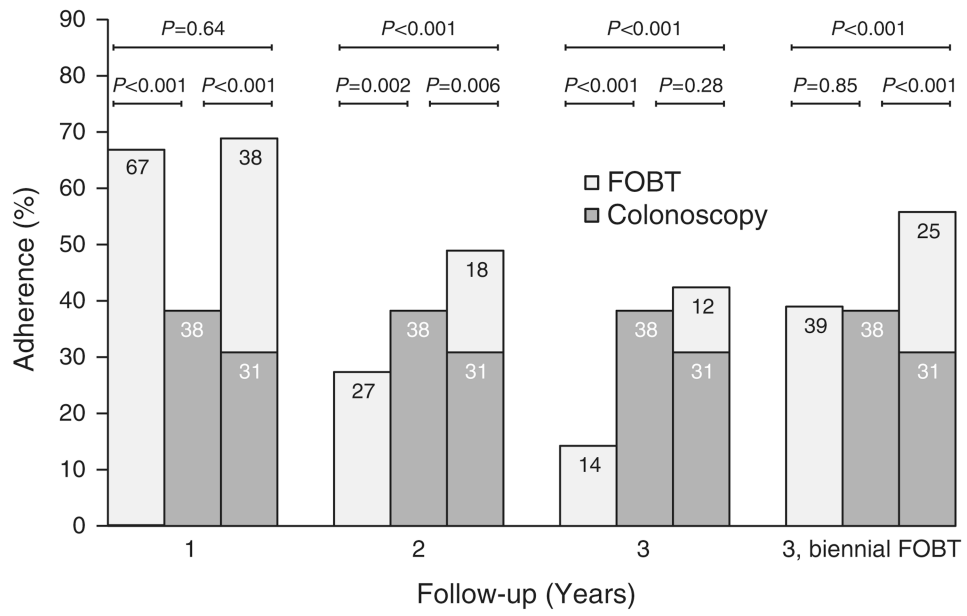 90
80
70
60
50
40
30
20
10
0
Adherence (%)
P=0.64
P<0.001
P<0.001
P<0.001
P<0.001 P<0.001
P=0.002 P=0.006
P<0.001 P=0.28
P=0.85 P<0.001
FOBT
Colonoscopy
67
38
38
31
27
38
18
31
14
38
12
31
39
38
25
31
1
2
3
3, biennial FOBT
Follow-up (Years)